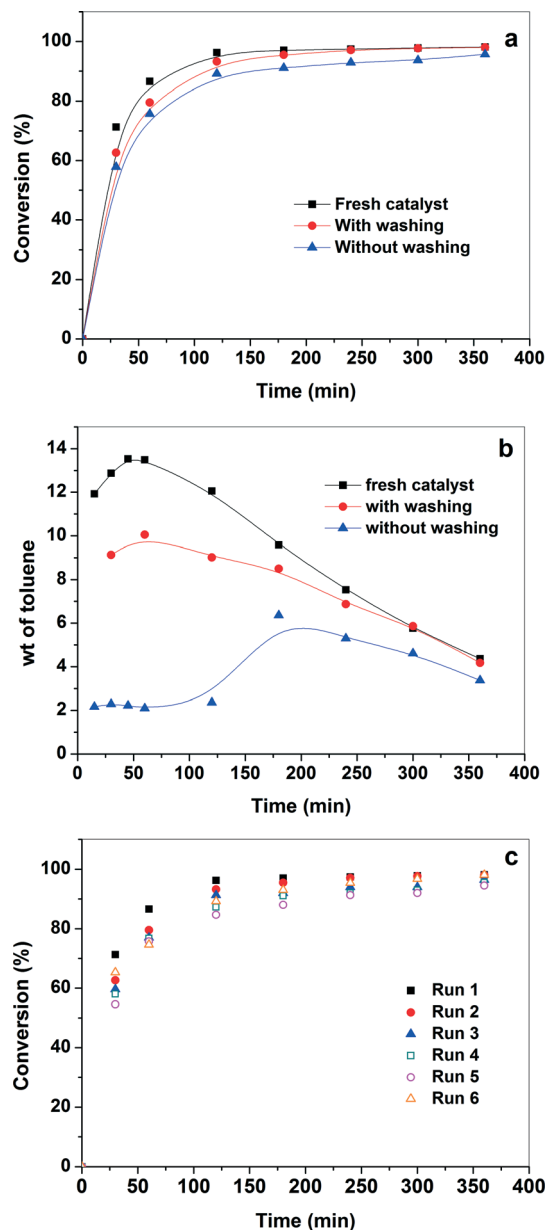 a
100
80
60
40
20
0
Conversion (%)
Fresh catalyst
With washing
Without washing
0 50 100 150 200 250 300 350 400
Time (min)
b
14
12
10
8
6
4
2
0
wt of toluene
fresh catalyst
with washing
without washing
0 50 100 150 200 250 300 350 400
Time (min)
c
100
80
60
40
20
0
Conversion (%)
Run 1
Run 2
Run 3
Run 4
Run 5
Run 6
0 50 100 150 200 250 300 350 400
Time (min)